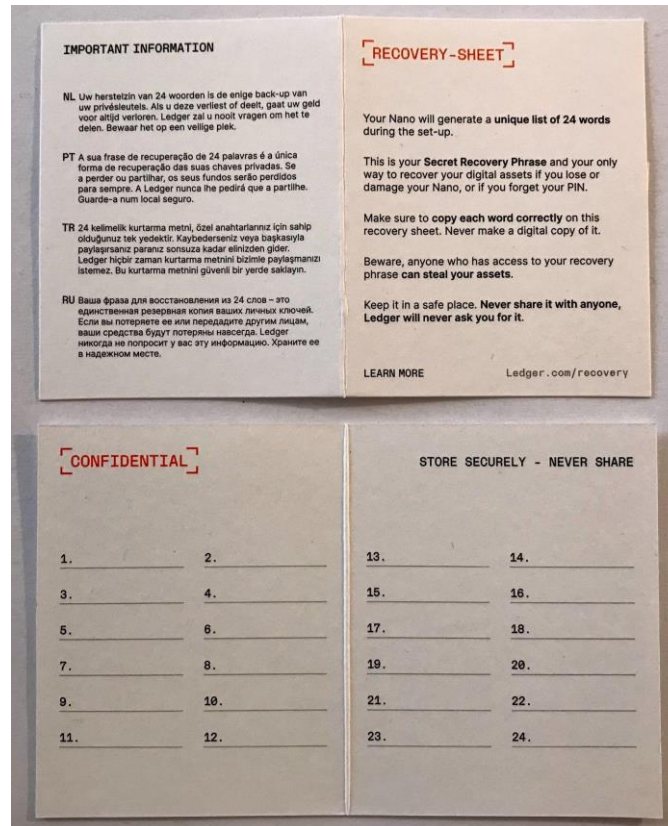 IMPORTANT INFORMATION
NL Uw herstelzin van 24 woorden is de enige back-up van
uw privésleutels. Als u deze verliest of deelt, gaat uw geld
voor altijd verloren. Ledger zal u nooit vragen om het te
delen. Bewaar het op een veilige plek.
PT A sua frase de recuperação de 24 palavras é a única
forma de recuperação das suas chaves privadas. Se
a perder ou partilhar, os seus fundos serão perdidos
para sempre. A Ledger nunca lhe pedirá que a partilhe.
Guarde-a num local seguro.
TR 24 kelimelik kurtarma metni, özel anahtarlarınız için sahip
olduğunuz tek yedektir. Kaybederseniz veya başkasıyla
paylaşırsanız paranız sonsuza kadar elinizden gider.
Ledger hiçbir zaman kurtarma metnini bizimle paylaşmanızı
istemez. Bu kurtarma metnini güvenli bir yerde saklayın.
RU Ваша фраза для восстановления из 24 слов – это
единственная резервная копия ваших личных ключей.
Если вы потеряете ее или передадите другим лицам,
ваши средства будут потеряны навсегда. Ledger
никогда не попросит у вас эту информацию. Храните ее
в надежном месте.
RECOVERY-SHEET
Your Nano will generate a unique list of 24 words
during the set-up.
This is your Secret Recovery Phrase and your only
way to recover your digital assets if you lose or
damage your Nano, or if you forget your PIN.
Make sure to copy each word correctly on this
recovery sheet. Never make a digital copy of it.
Beware, anyone who has access to your recovery
phrase can steal your assets.
Keep it in a safe place. Never share it with anyone,
Ledger will never ask you for it.
LEARN MORE Ledger.com/recovery
CONFIDENTIAL
1. 2.
3. 4.
5. 6.
7. 8.
9. 10.
11. 12.
STORE SECURELY - NEVER SHARE
13. 14.
15. 16.
17. 18.
19. 20.
21. 22.
23. 24.